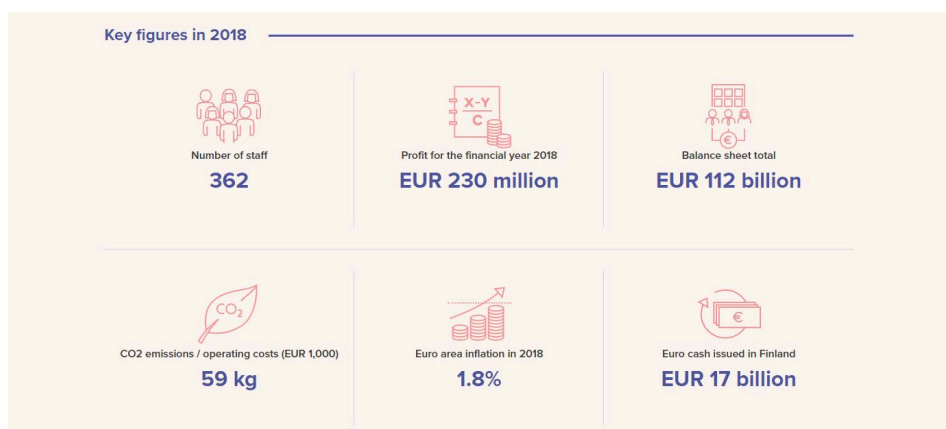 Key figures in 2018
X-Y
C
Number of staff
362
Profit for the financial year 2018
EUR 230 million
€
Balance sheet total
EUR 112 billion
CO2
CO2 emissions / operating costs (EUR 1,000)
59 kg
Euro area inflation in 2018
1.8%
€
Euro cash issued in Finland
EUR 17 billion